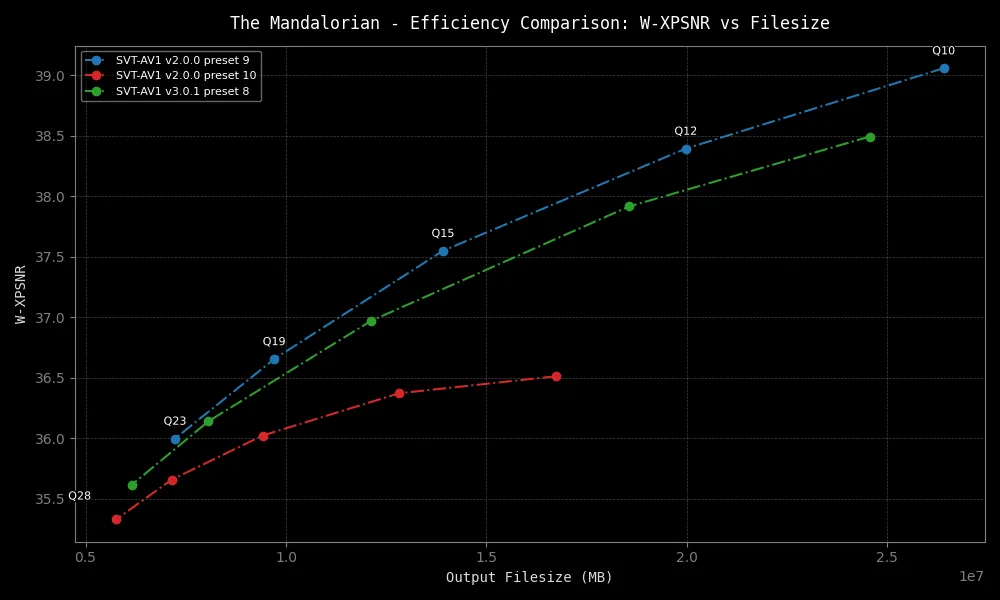 The Mandalorian - Efficiency Comparison: W-XPSNR vs Filesize
SVT-AV1 v2.0.0 preset 9
SVT-AV1 v2.0.0 preset 10
SVT-AV1 v3.0.1 preset 8
Q10
Q12
Q15
Q19
Q23
Q28
39.0
38.5
38.0
37.5
37.0
36.5
36.0
35.5
W-XPSNR
0.5 1.0 1.5 2.0 2.5
1e7
Output Filesize (MB)